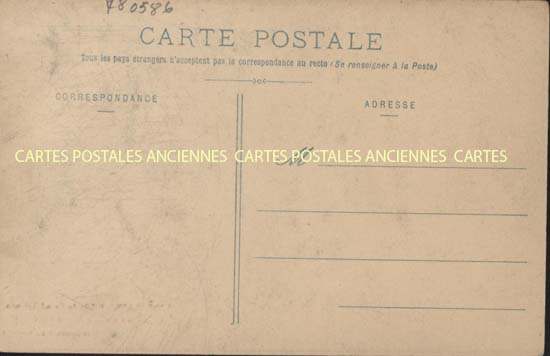 780586
CARTE POSTALE
Tous les pays étrangers n'acceptent pas la correspondance au recto (Se renseigner à la Poste)
CORRESPONDANCE
ADRESSE
CARTES POSTALES ANCIENNES CARTES POSTALES ANCIENNES CARTES
M